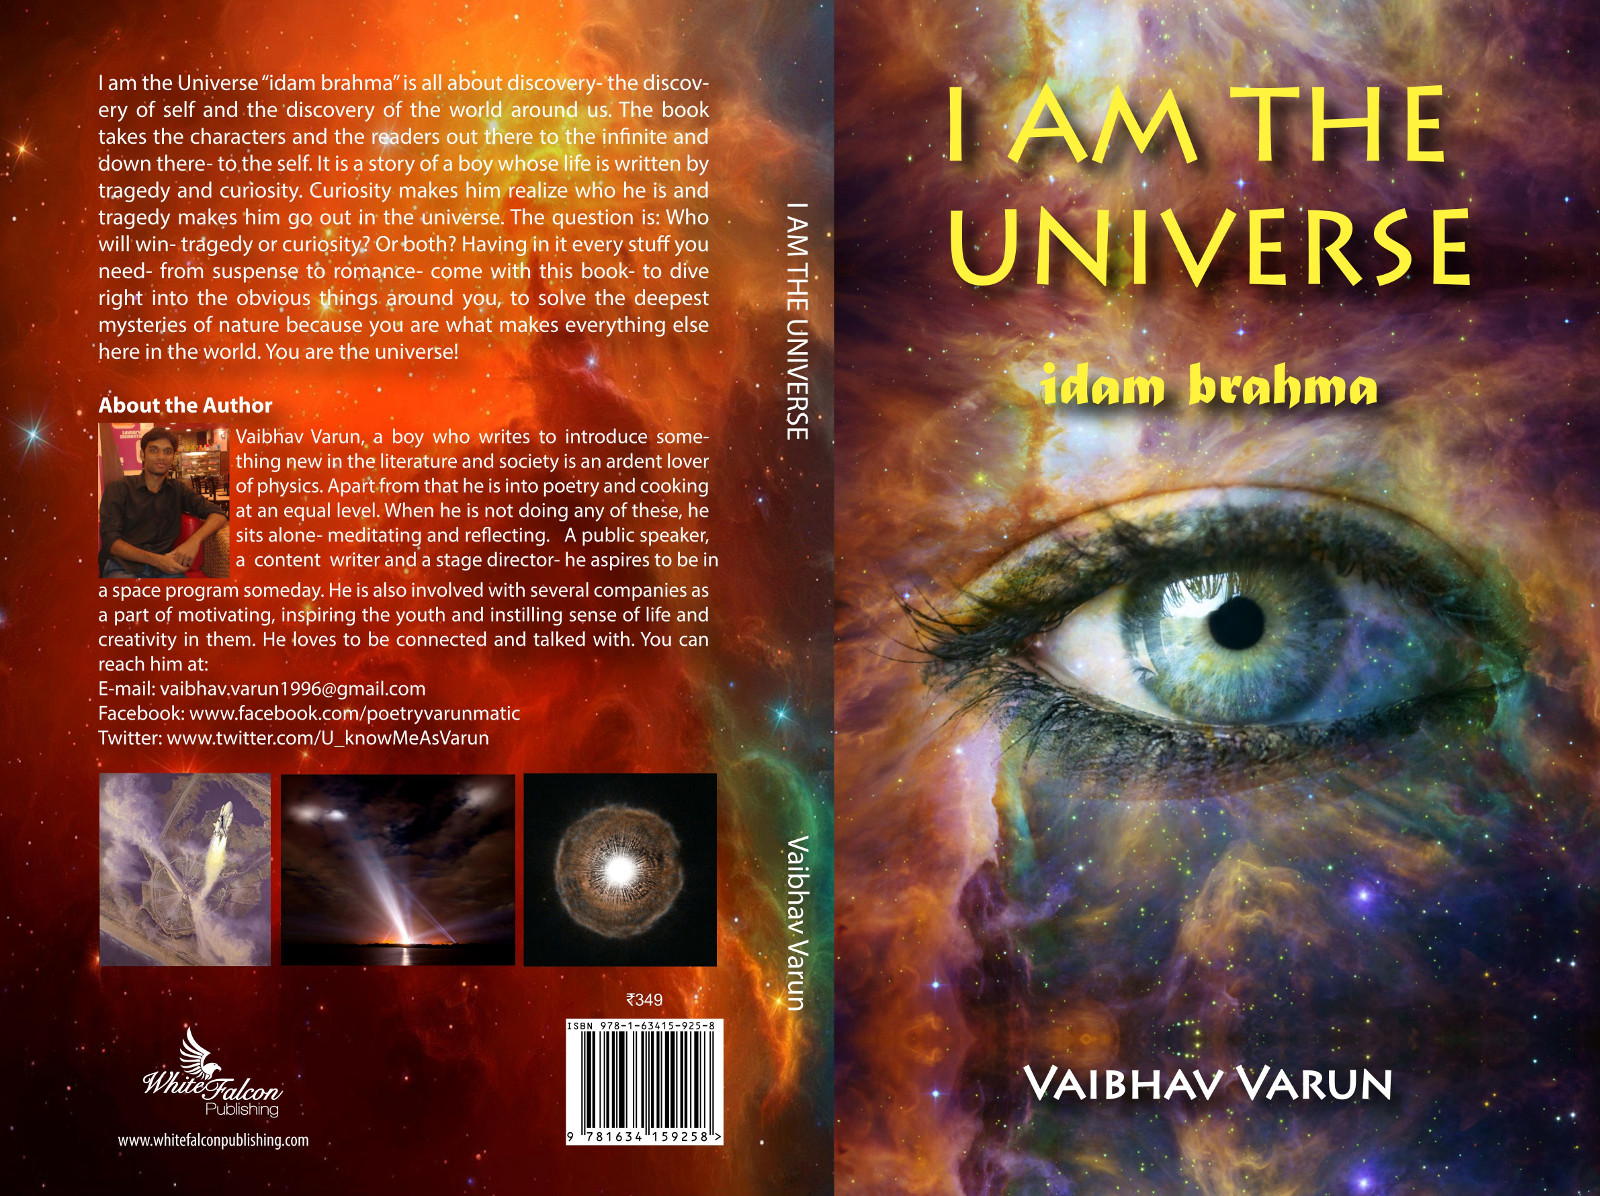 I am the Universe “idam brahma” is all about discovery- the discov-
ery of self and the discovery of the world around us. The book
takes the characters and the readers out there to the infinite and
down there- to the self. It is a story of a boy whose life is written by
tragedy and curiosity. Curiosity makes him realize who he is and
tragedy makes him go out in the universe. The question is: Who
will win- tragedy or curiosity? Or both? Having in it every stuff you
need- from suspense to romance- come with this book- to dive
right into the obvious things around you, to solve the deepest
mysteries of nature because you are what makes everything else
here in the world. You are the universe!
About the Author
Vaibhav Varun, a boy who writes to introduce some-
thing new in the literature and society is an ardent lover
of physics. Apart from that he is into poetry and cooking
at an equal level. When he is not doing any of these, he
sits alone- meditating and reflecting. A public speaker,
a content writer and a stage director- he aspires to be in
a space program someday. He is also involved with several companies as
a part of motivating, inspiring the youth and instilling sense of life and
creativity in them. He loves to be connected and talked with. You can
reach him at:
E-mail: vaibhav.varun1996@gmail.com
Facebook: www.facebook.com/poetryvarunmatic
Twitter: www.twitter.com/U_knowMeAsVarun
₹349
ISBN 978-1-63415-925-8
9 781634 159258 >
WhiteFalcon
Publishing
www.whitefalconpublishing.com
I AM THE UNIVERSE
Vaibhav Varun
I AM THE
UNIVERSE
idam brahma
VAIBHAV VARUN